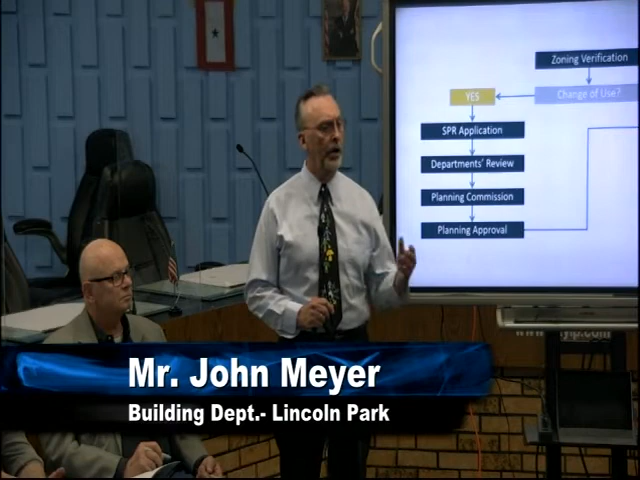 Zoning Verification
YES
Change of Use?
SPR Application
Departments' Review
Planning Commission
Planning Approval
Mr. John Meyer
Building Dept.- Lincoln Park